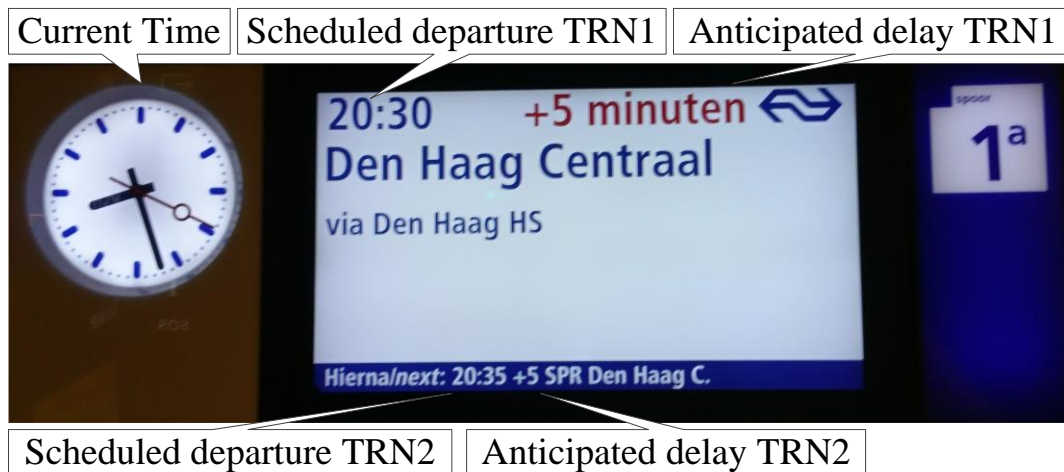 Current Time
Scheduled departure TRN1
Anticipated delay TRN1
20:30 +5 minuten
Den Haag Centraal
via Den Haag HS
Hierna/next: 20:35 +5 SPR Den Haag C.
spoor
1a
Scheduled departure TRN2
Anticipated delay TRN2